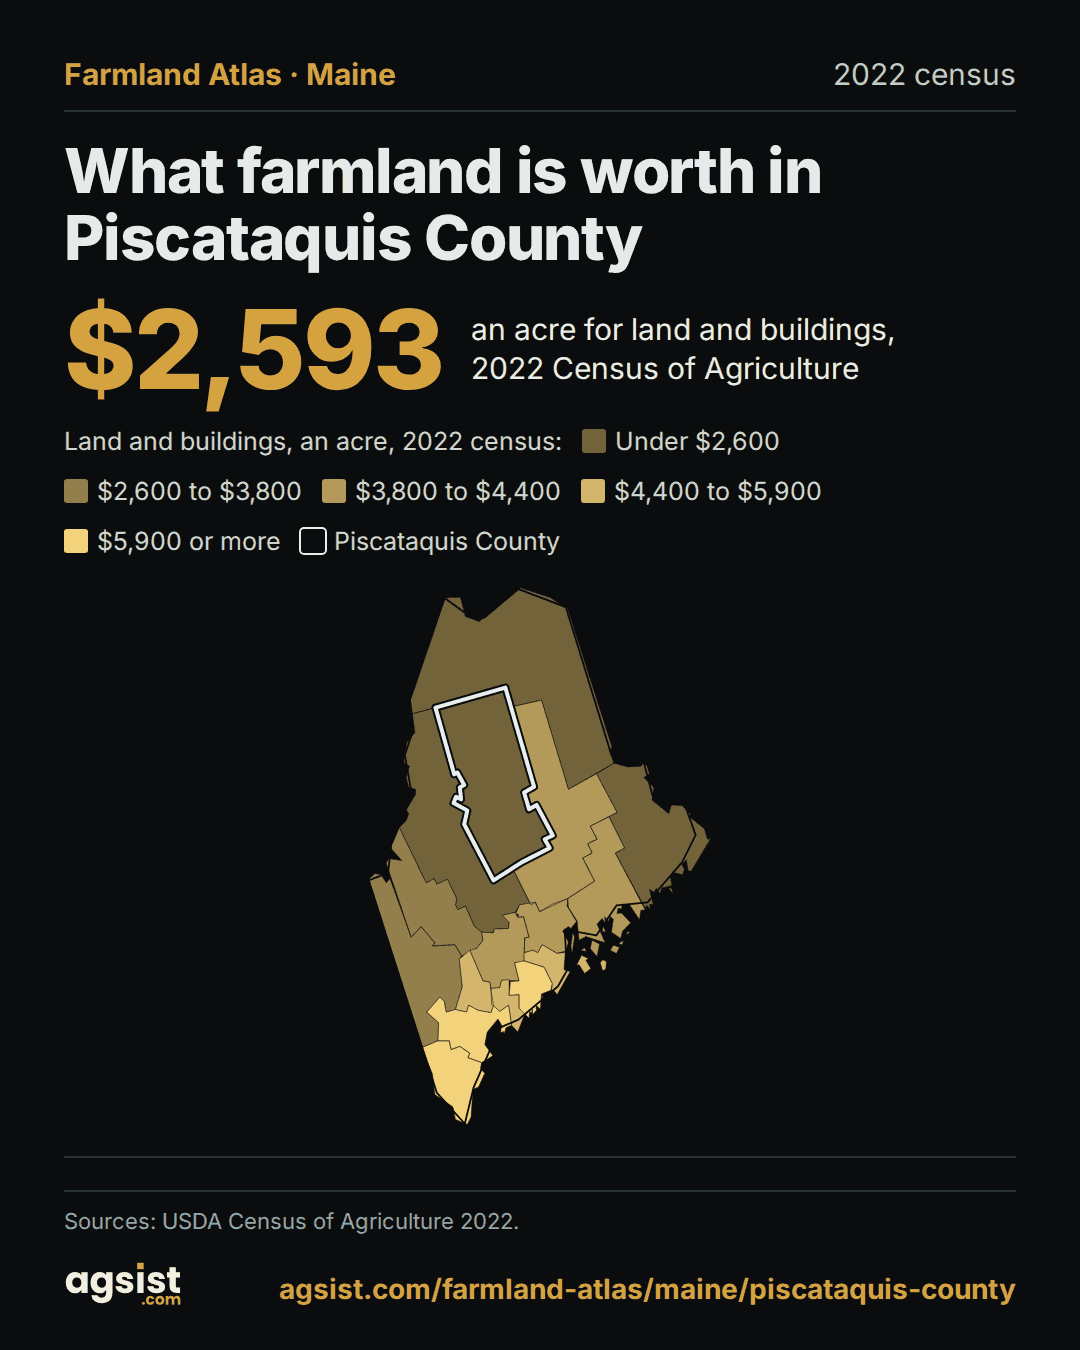 Farmland Atlas · Maine
2022 census
What farmland is worth in
Piscataquis County
$2,593
an acre for land and buildings,
2022 Census of Agriculture
Land and buildings, an acre, 2022 census: Under $2,600
$2,600 to $3,800 $3,800 to $4,400 $4,400 to $5,900
$5,900 or more Piscataquis County
Sources: USDA Census of Agriculture 2022.
agsist
.com
agsist.com/farmland-atlas/maine/piscataquis-county